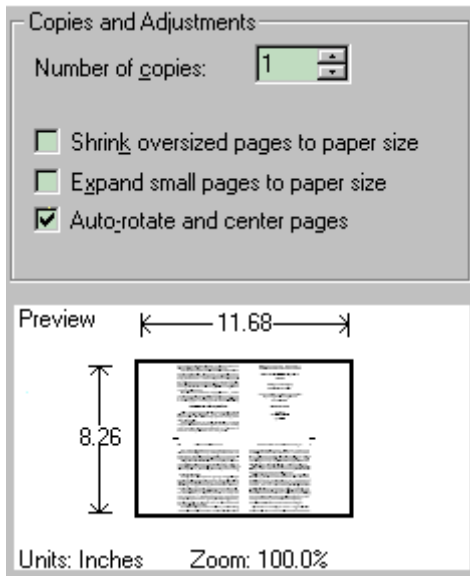 Copies and Adjustments
Number of copies: 1
Shrink oversized pages to paper size
Expand small pages to paper size
Auto-rotate and center pages
Preview
11.68
8.26
Units: Inches Zoom: 100.0%